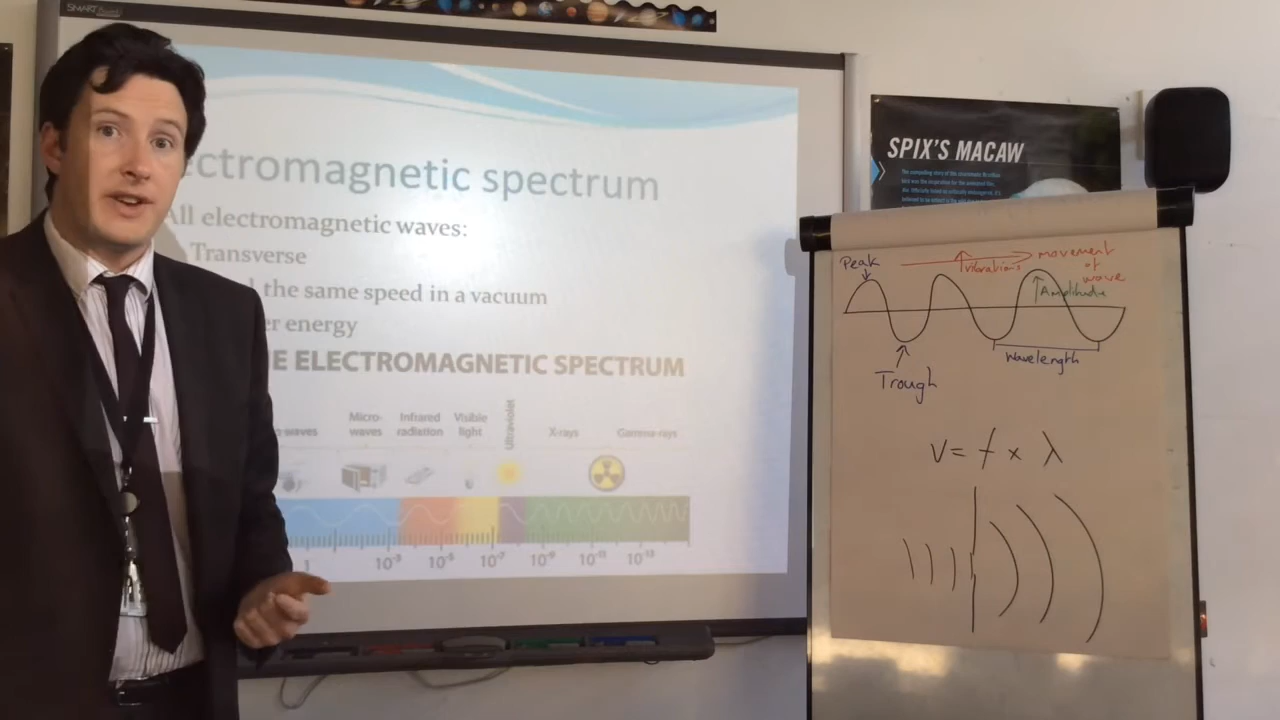 SMART Board
ctromagnetic spectrum
All electromagnetic waves:
Transverse
the same speed in a vacuum
er energy
E ELECTROMAGNETIC SPECTRUM
waves
Micro-
waves
Infrared
radiation
Visible
light
Ultraviolet
X-rays
Gamma-rays
1 10⁻³ 10⁻⁵ 10⁻⁷ 10⁻⁹ 10⁻¹¹ 10⁻¹³
SPIX'S MACAW
Peak
vibrations
movement
of
wave
Amplitude
wavelength
Trough
v = f x λ